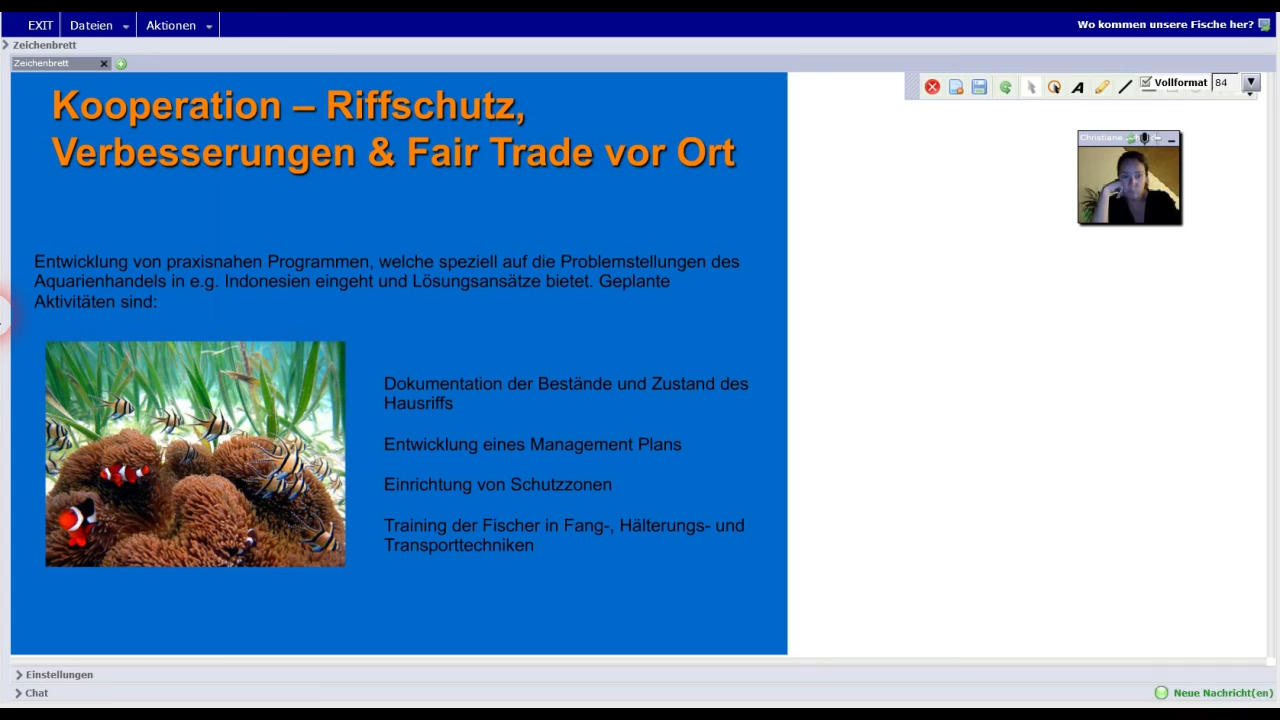 EXIT Dateien Aktionen Wo kommen unsere Fische her?
Zeichenbrett
Zeichenbrett
Vollformat 84
Christiane
Kooperation – Riffschutz,
Verbesserungen & Fair Trade vor Ort
Entwicklung von praxisnahen Programmen, welche speziell auf die Problemstellungen des
Aquarienhandels in e.g. Indonesien eingeht und Lösungsansätze bietet. Geplante
Aktivitäten sind:
Dokumentation der Bestände und Zustand des
Hausriffs
Entwicklung eines Management Plans
Einrichtung von Schutzzonen
Training der Fischer in Fang-, Hälterungs- und
Transporttechniken
Einstellungen
Chat
Neue Nachricht(en)